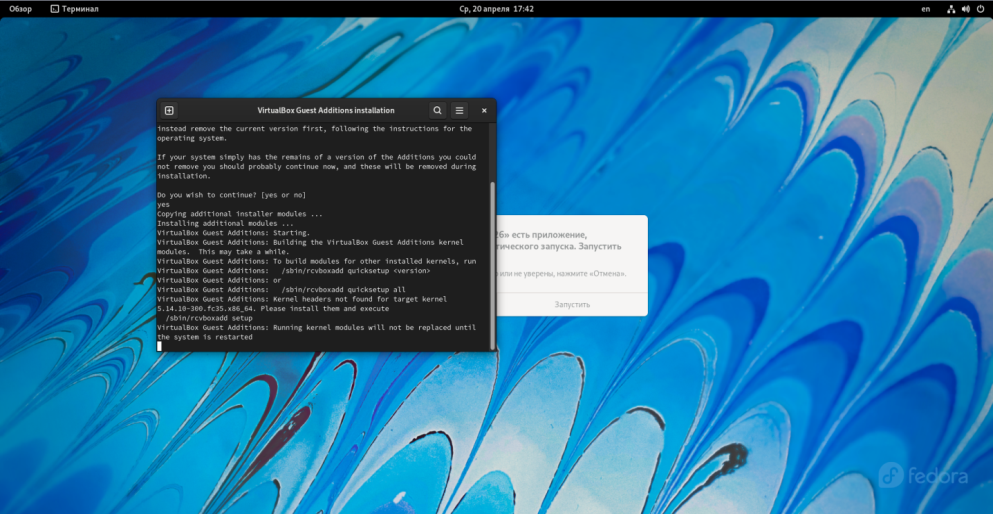 Обзор
Терминал
Ср, 20 апреля 17:42
en
VirtualBox Guest Additions installation
instead remove the current version first, following the instructions for the
operating system.
If your system simply has the remains of a version of the Additions you could
not remove you should probably continue now, and these will be removed during
installation.
Do you wish to continue? [yes or no]
yes
Copying additional installer modules ...
Installing additional modules ...
VirtualBox Guest Additions: Starting.
VirtualBox Guest Additions: Building the VirtualBox Guest Additions kernel
modules.  This may take a while.
VirtualBox Guest Additions: To build modules for other installed kernels, run
VirtualBox Guest Additions:   /sbin/rcvboxadd quicksetup <version>
VirtualBox Guest Additions: or
VirtualBox Guest Additions:   /sbin/rcvboxadd quicksetup all
VirtualBox Guest Additions: Kernel headers not found for target kernel
5.14.10-300.fc35.x86_64. Please install them and execute
  /sbin/rcvboxadd setup
VirtualBox Guest Additions: Running kernel modules will not be replaced until
the system is restarted
есть приложение,
запуска. Запустить
или не уверены, нажмите «Отмена».
Запустить
fedora